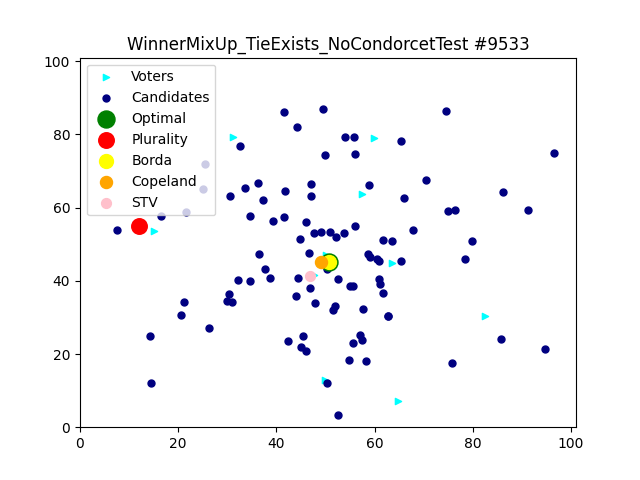 WinnerMixUp_TieExists_NoCondorcetTest #9533
100
80
60
40
20
0
0 20 40 60 80 100
Voters
Candidates
Optimal
Plurality
Borda
Copeland
STV